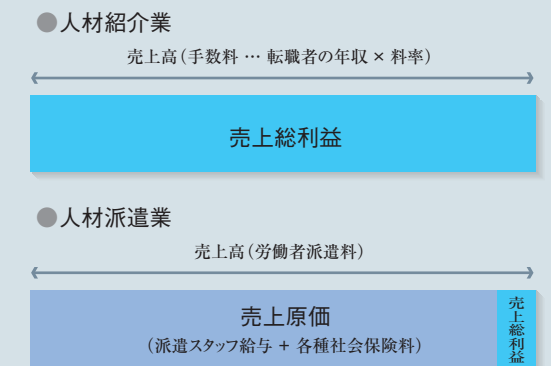 ●人材紹介業
売上高（手数料 … 転職者の年収 × 料率）
売上総利益
●人材派遣業
売上高（労働者派遣料）
売上原価
（派遣スタッフ給与 + 各種社会保険料）
売上総利益